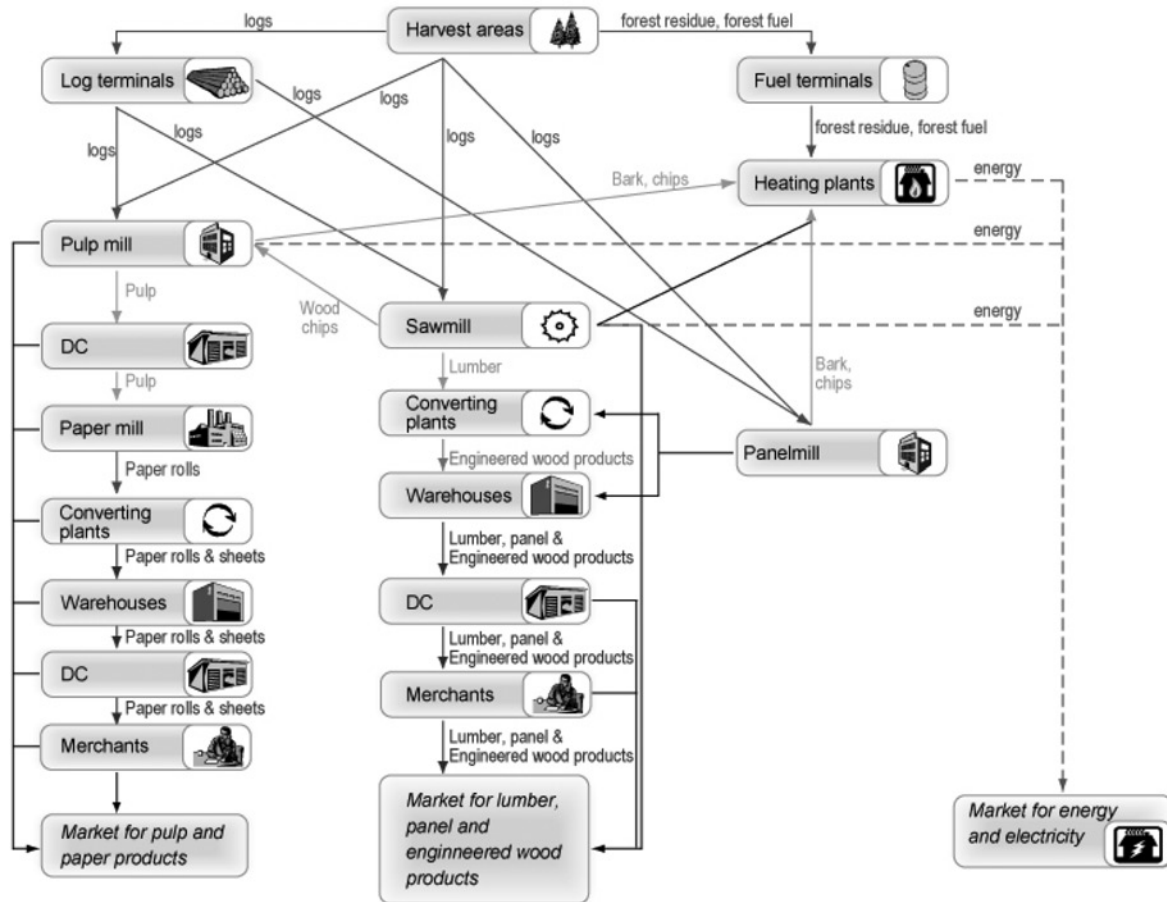 logs
Harvest areas
forest residue, forest fuel
Log terminals
Fuel terminals
logs
logs
logs
logs
logs
logs
logs
forest residue, forest fuel
Bark, chips
Heating plants
energy
Pulp mill
energy
Pulp
Wood
chips
Sawmill
energy
DC
Lumber
Bark,
chips
Pulp
Converting
plants
Paper mill
Engineered wood products
Panelmill
Paper rolls
Warehouses
Converting
plants
Lumber, panel &
Engineered wood products
Paper rolls & sheets
Warehouses
DC
Paper rolls & sheets
Lumber, panel &
Engineered wood products
DC
Merchants
Paper rolls & sheets
Lumber, panel &
Engineered wood products
Merchants
Market for lumber,
panel and
enginneered wood
products
Market for energy
and electricity
Market for pulp and
paper products